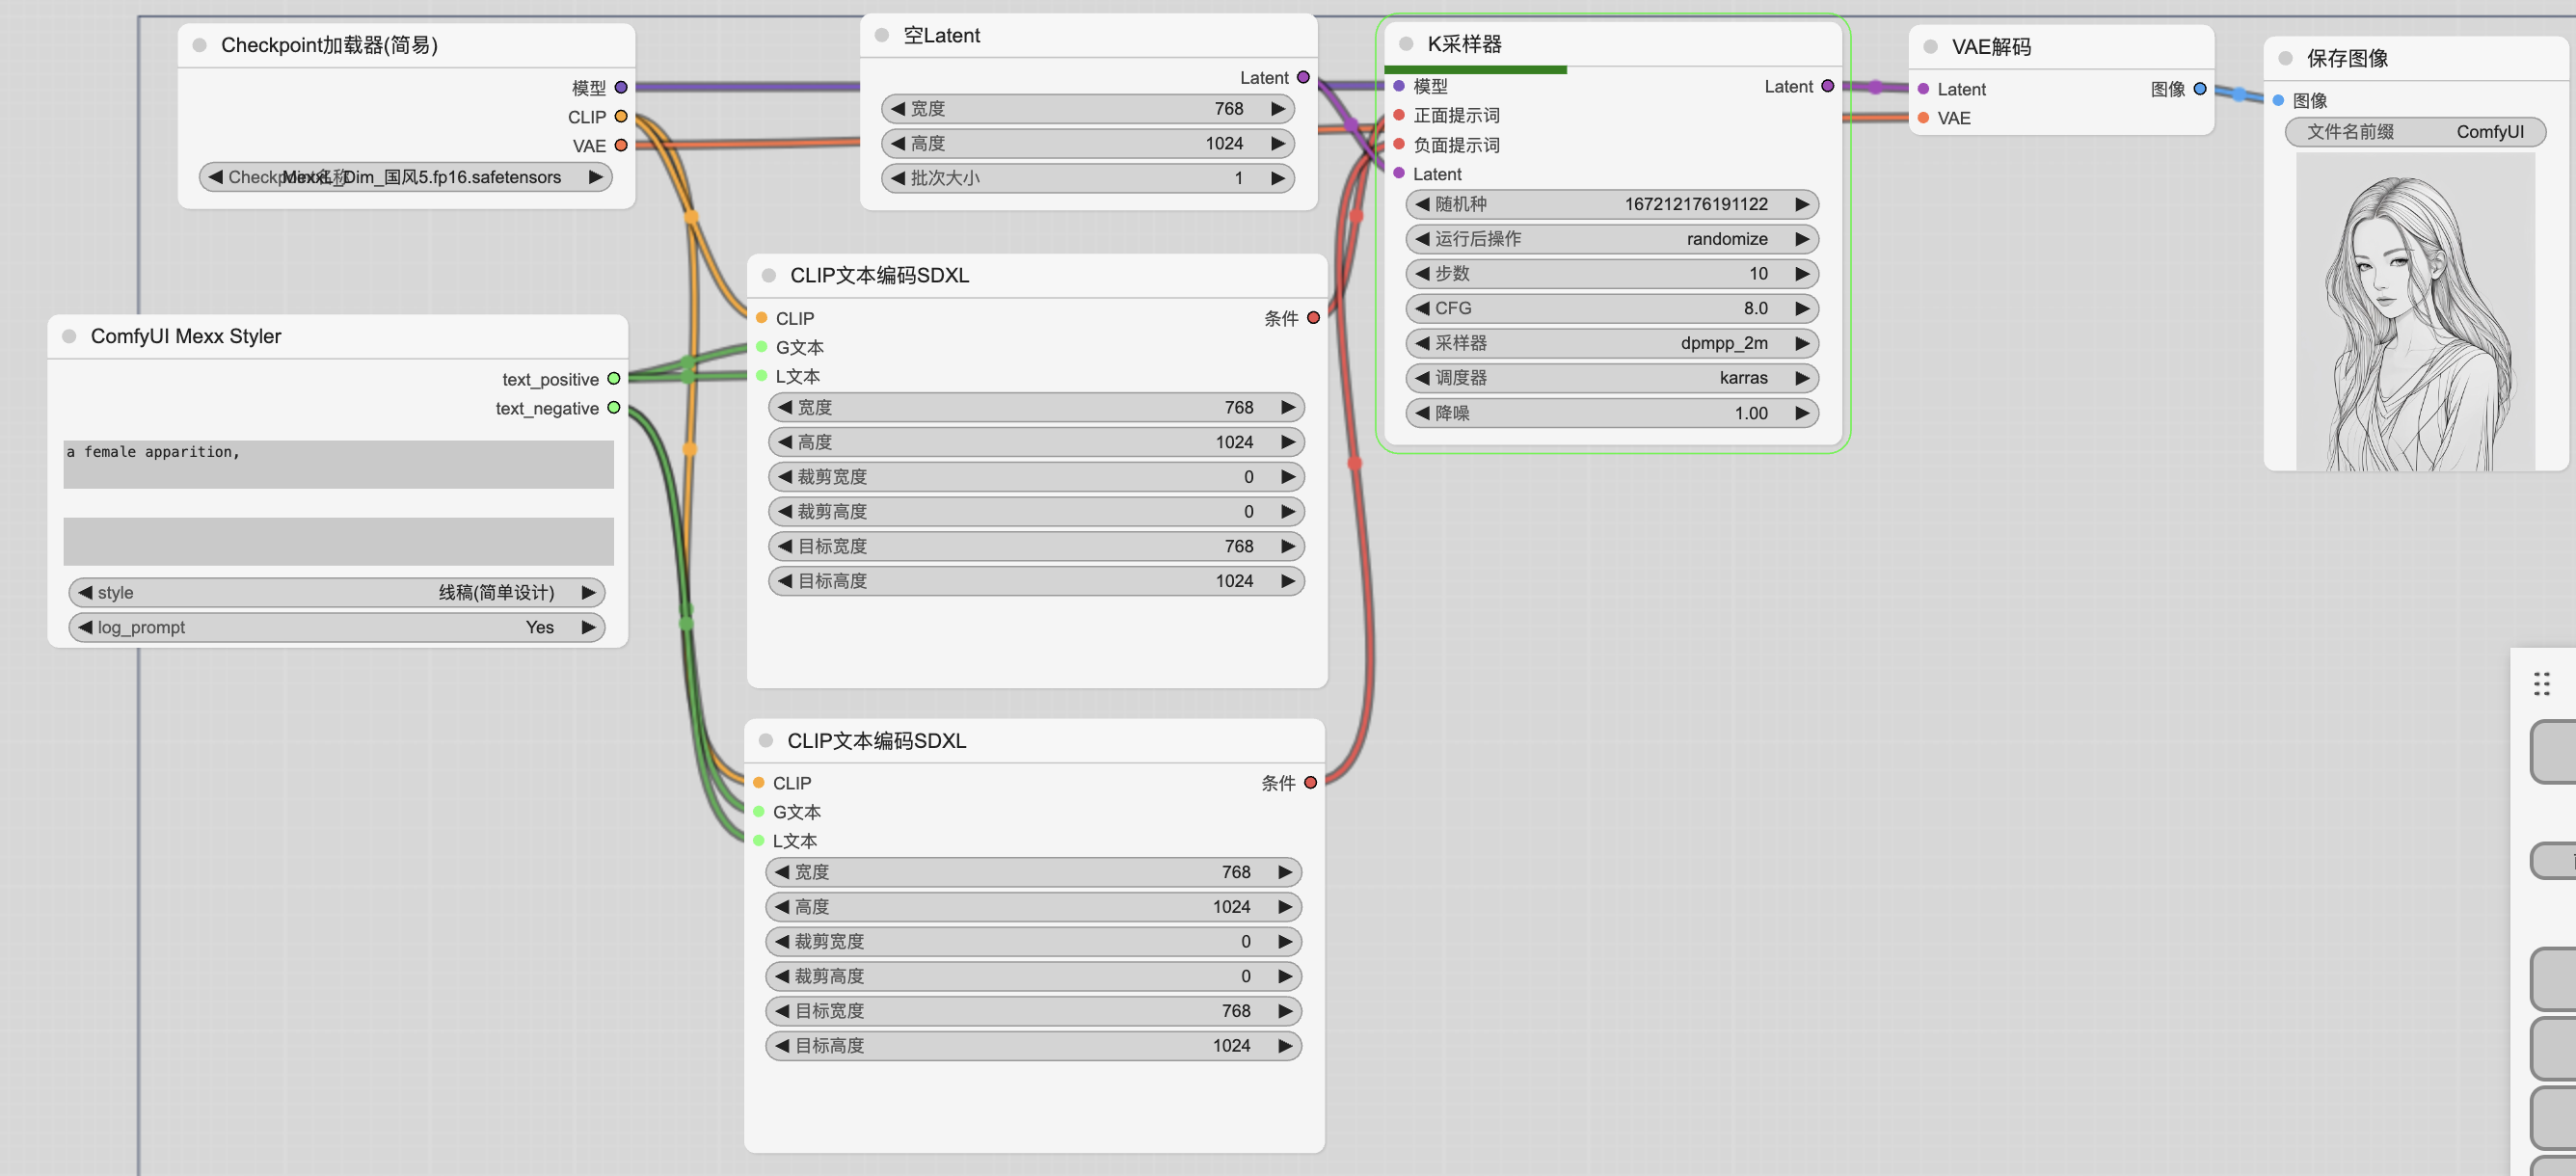 Checkpoint加载器(简易)
模型
CLIP
VAE
MexxL_Dim_国风5.fp16.safetensors
ComfyUI Mexx Styler
text_positive
text_negative
a female apparition,
style 线稿(简单设计)
log_prompt Yes
空Latent
Latent
宽度 768
高度 1024
批次大小 1
CLIP文本编码SDXL
CLIP 条件
G文本
L文本
宽度 768
高度 1024
裁剪宽度 0
裁剪高度 0
目标宽度 768
目标高度 1024
CLIP文本编码SDXL
CLIP 条件
G文本
L文本
宽度 768
高度 1024
裁剪宽度 0
裁剪高度 0
目标宽度 768
目标高度 1024
K采样器
模型 Latent
正面提示词
负面提示词
Latent
随机种 167212176191122
运行后操作 randomize
步数 10
CFG 8.0
采样器 dpmpp_2m
调度器 karras
降噪 1.00
VAE解码
Latent 图像
VAE
保存图像
图像
文件名前缀 ComfyUI